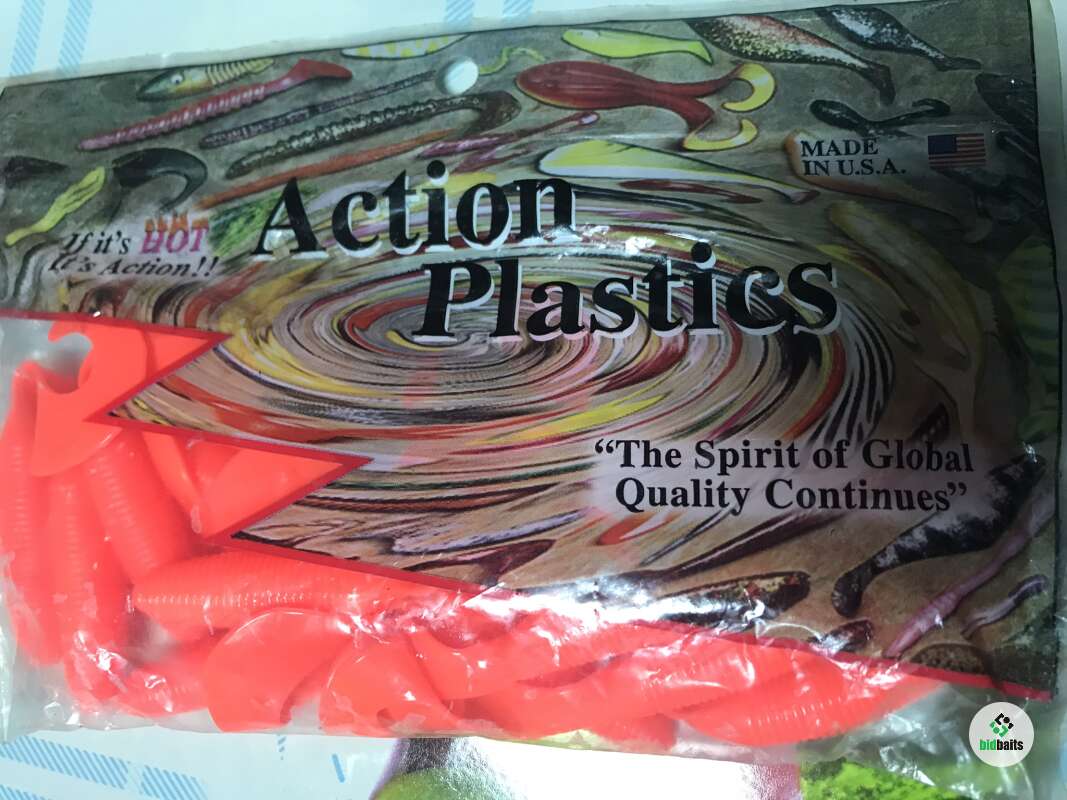 MADE
IN U.S.A.
Action
Plastics
If it's HOT
It's Action!!
“The Spirit of Global
Quality Continues”
bidbaits